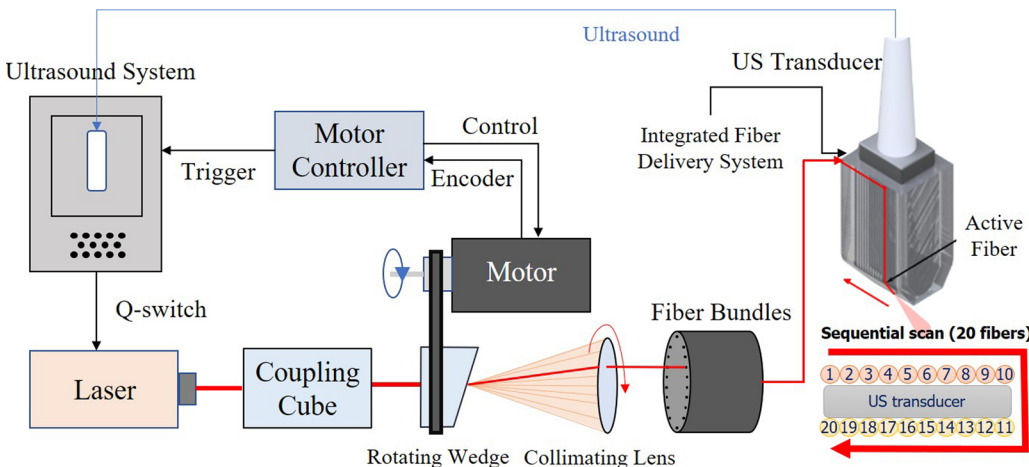 Ultrasound
Ultrasound System
US Transducer
Motor
Controller
Control
Encoder
Trigger
Integrated Fiber
Delivery System
Active
Fiber
Motor
Q-switch
Fiber Bundles
Sequential scan (20 fibers)
Laser
Coupling
Cube
1 2 3 4 5 6 7 8 9 10
US transducer
20 19 18 17 16 15 14 13 12 11
Rotating Wedge
Collimating Lens